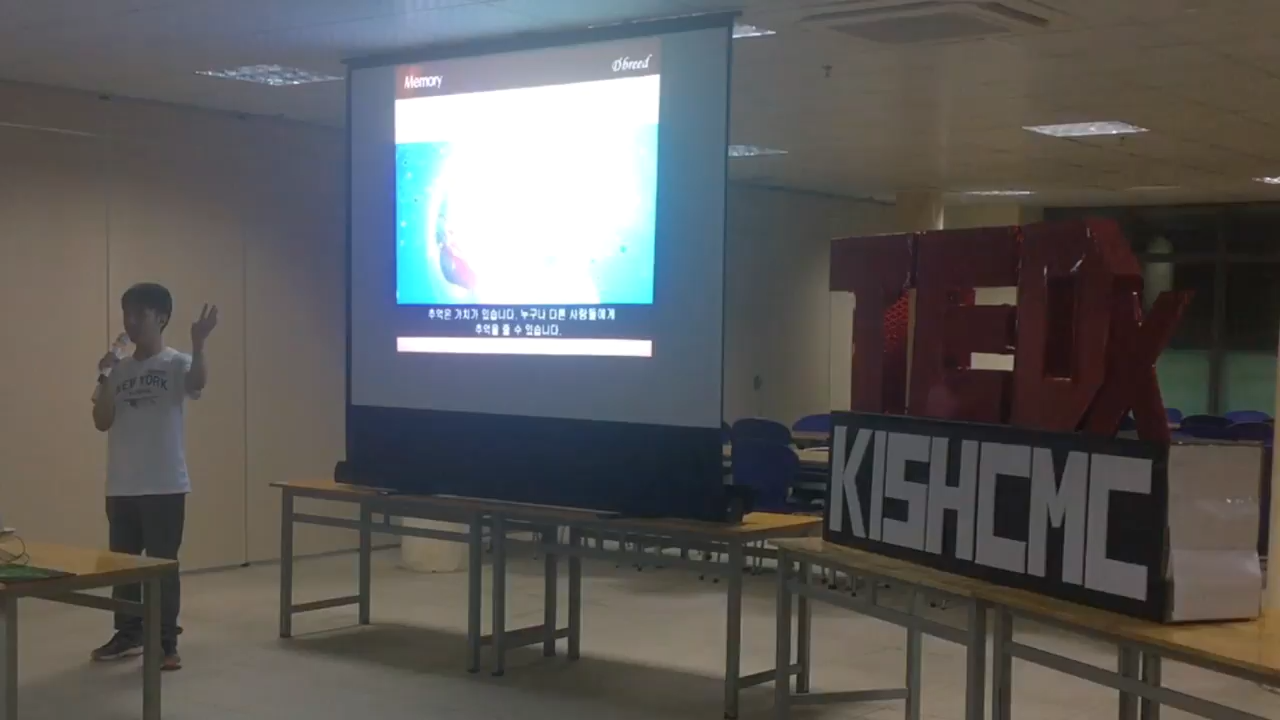 Memory
D'breed
추억은 가치가 있습니다. 누구나 다른 사람들에게
추억을 줄 수 있습니다.
NEW YORK
TEDx
KISHCMC